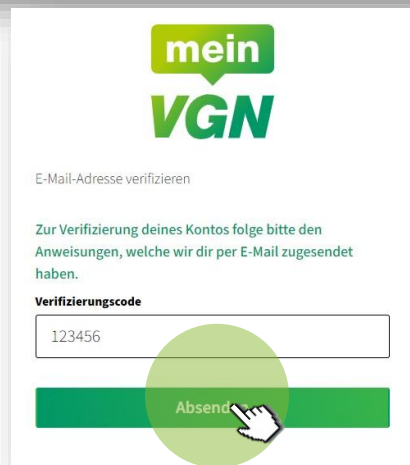 mein
VGN
E-Mail-Adresse verifizieren
Zur Verifizierung deines Kontos folge bitte den
Anweisungen, welche wir dir per E-Mail zugesendet
haben.
Verifizierungscode
123456
Absenden